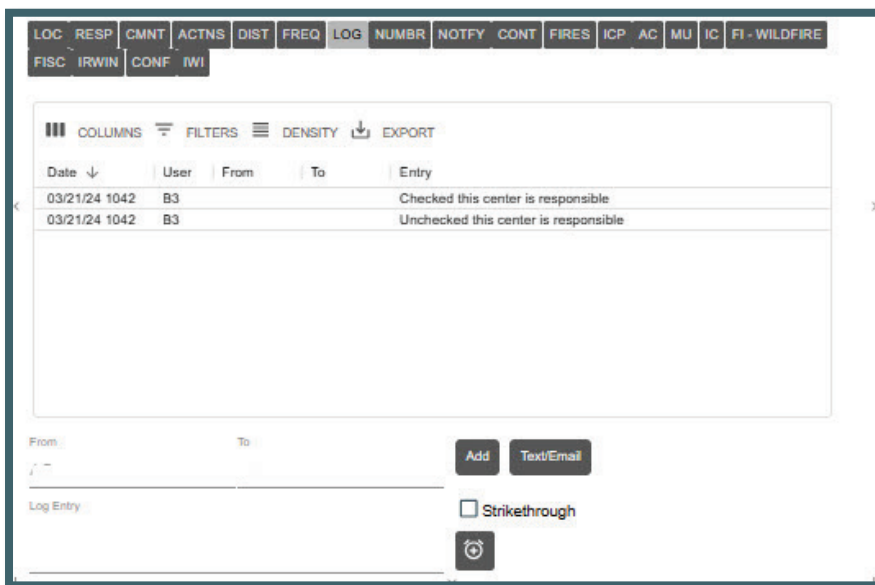 LOC RESP CMNT ACTNS DIST FREQ LOG NUMBR NOTFY CONT FIRES ICP AC MU IC FI - WILDFIRE
FISC IRWIN CONF IWI
COLUMNS FILTERS DENSITY EXPORT
Date User From To Entry
03/21/24 1042 B3 Checked this center is responsible
03/21/24 1042 B3 Unchecked this center is responsible
From To
Add Text/Email
Log Entry
Strikethrough